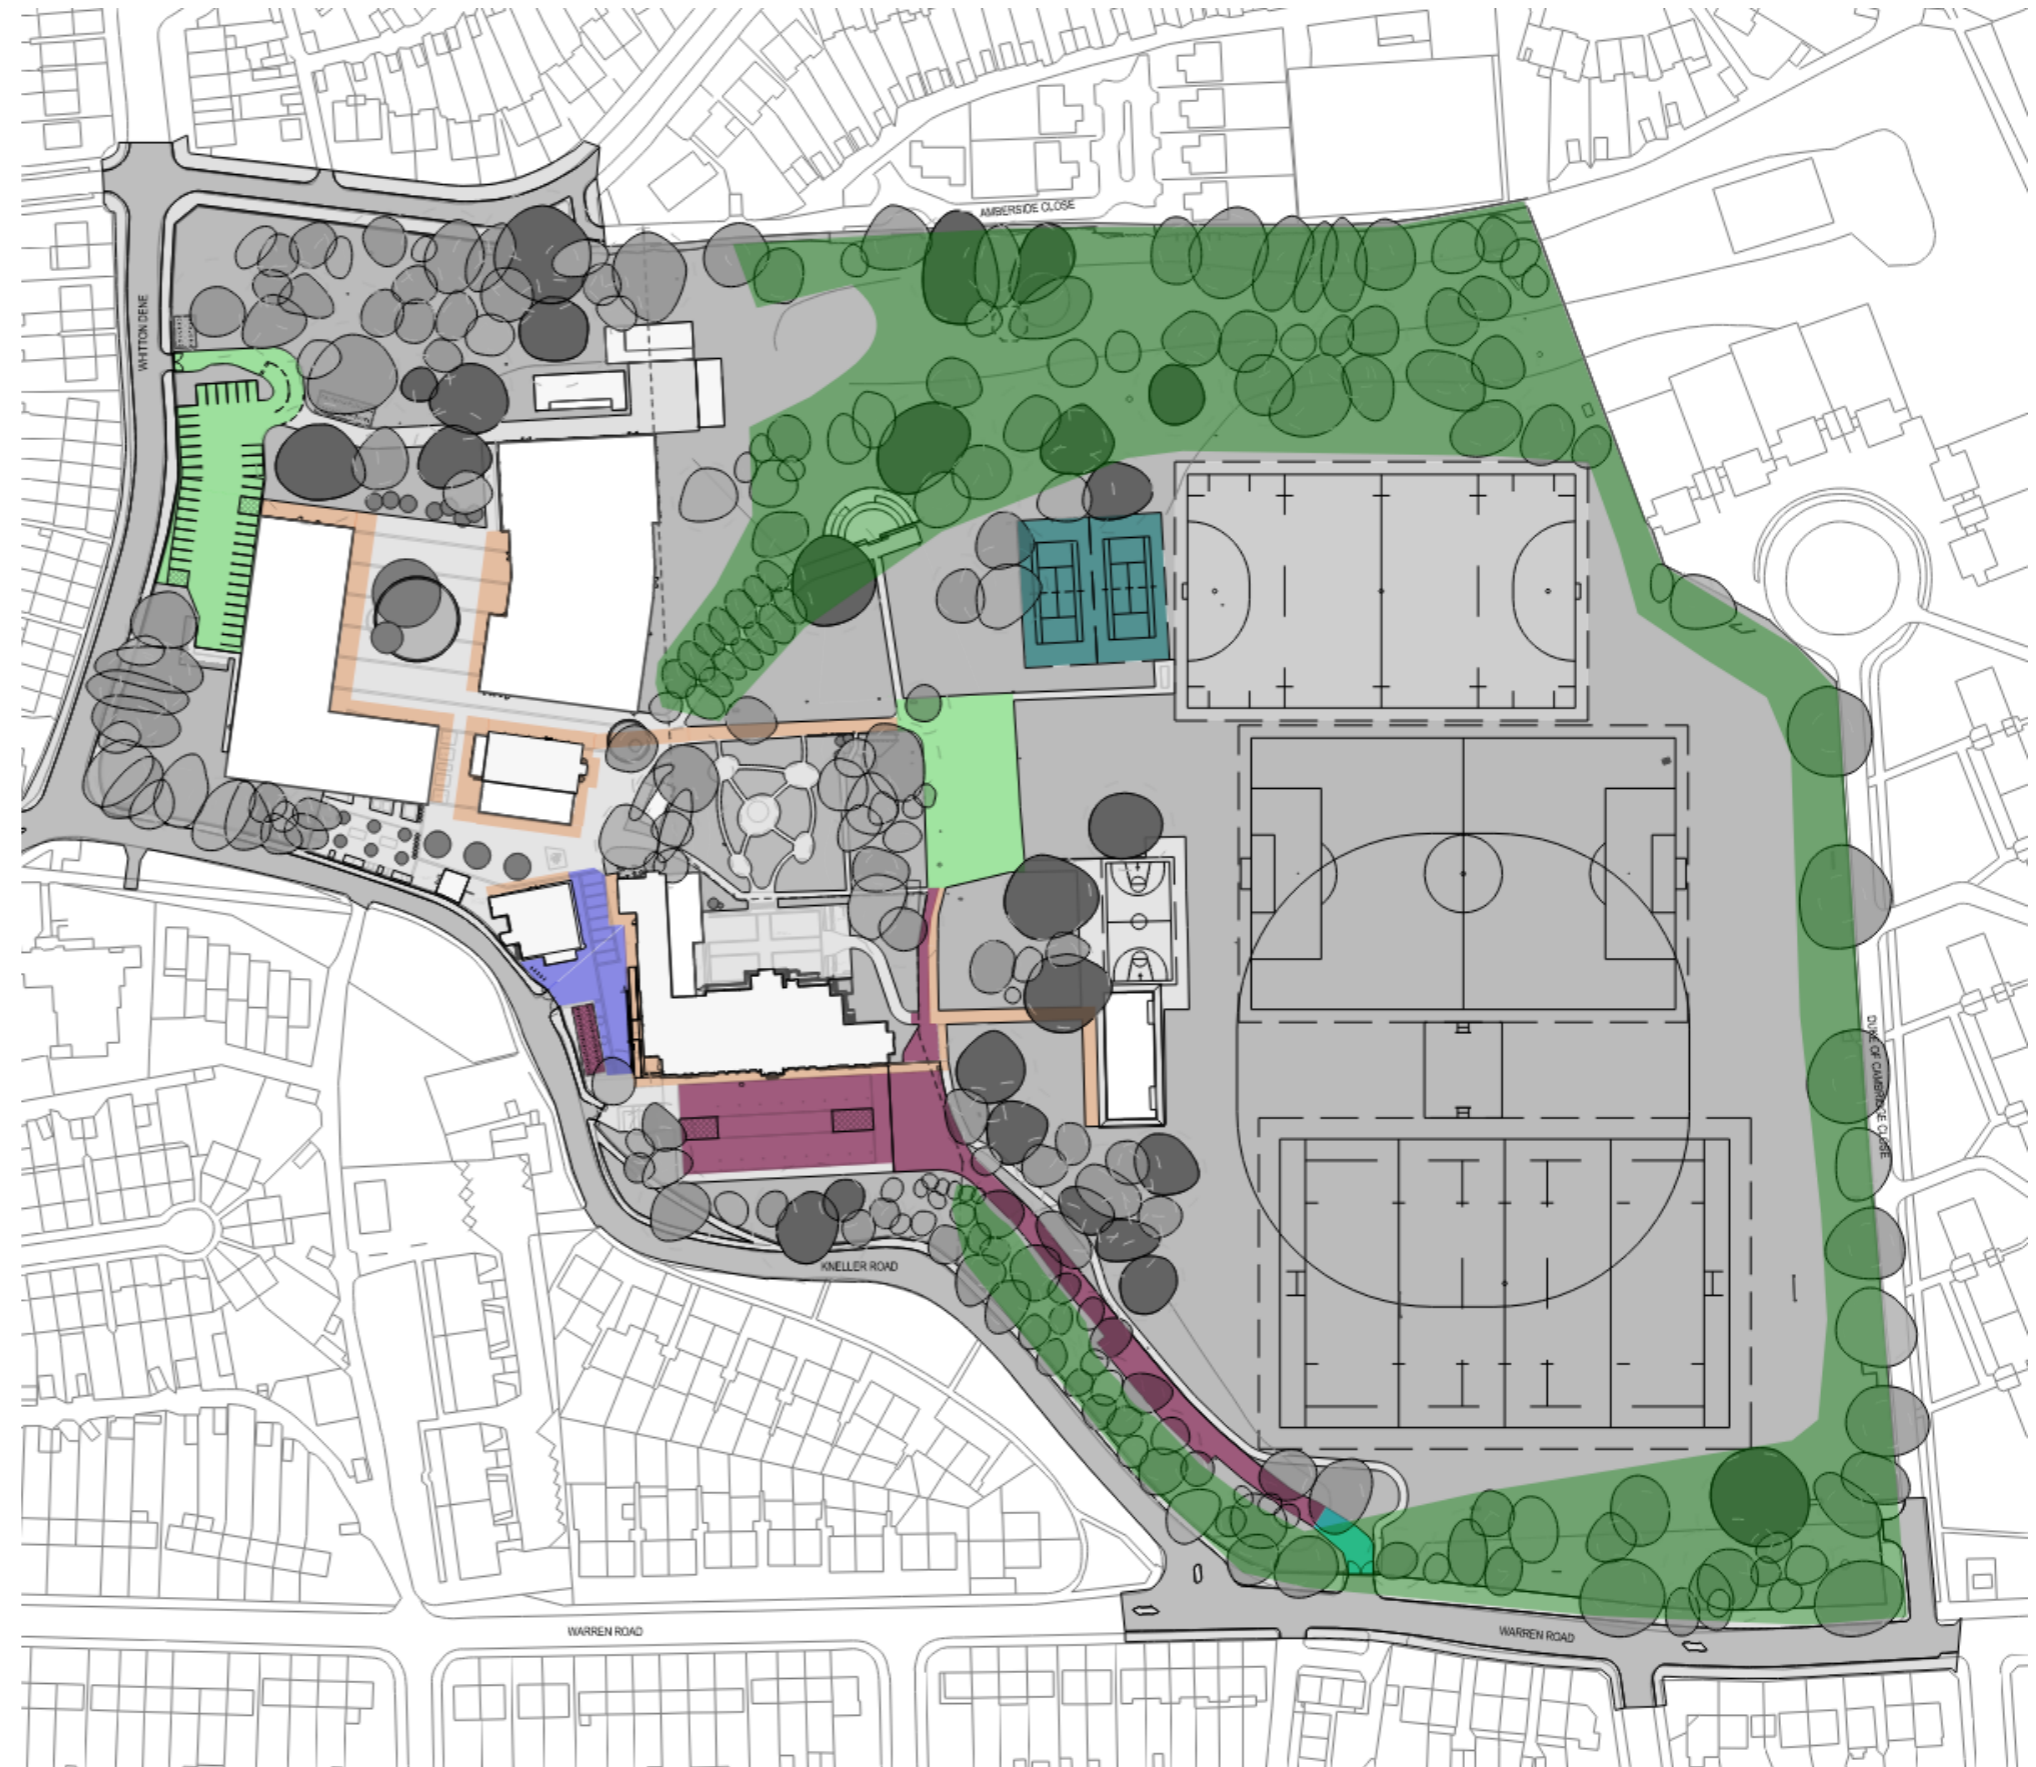 AMBERSIDE CLOSE
WHITTON DENE
DUKE OF CAMBRIDGE CLOSE
KNELLER ROAD
WARREN ROAD
WARREN ROAD